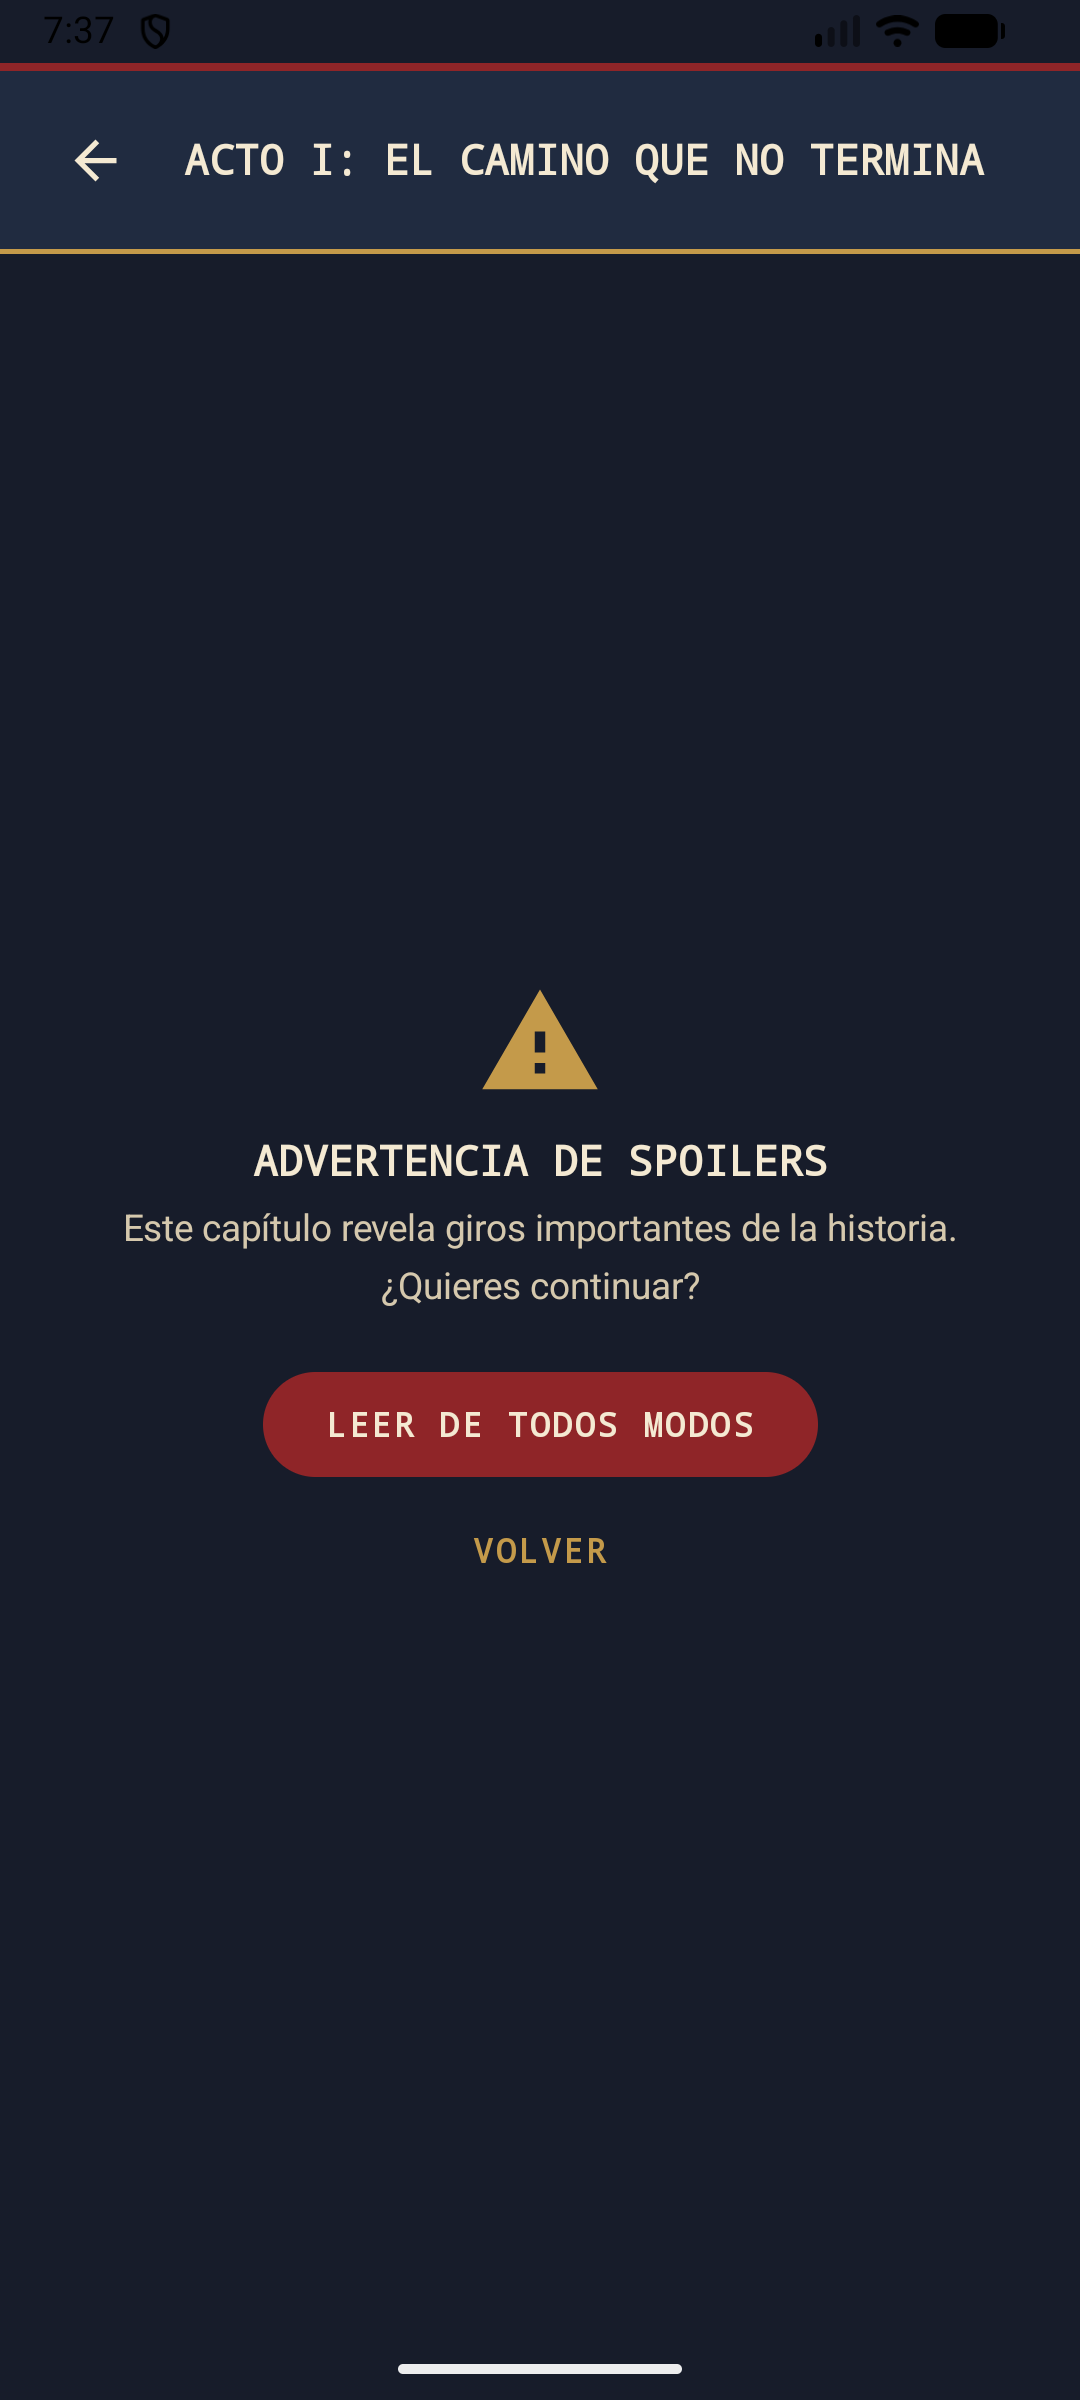 7:37
ACTO I: EL CAMINO QUE NO TERMINA
ADVERTENCIA DE SPOILERS
Este capítulo revela giros importantes de la historia.
¿Quieres continuar?
LEER DE TODOS MODOS
VOLVER